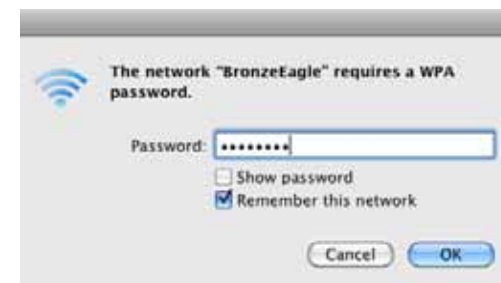 The network "BronzeEagle" requires a WPA
password.
Password: ••••••••
Show password
Remember this network
Cancel OK